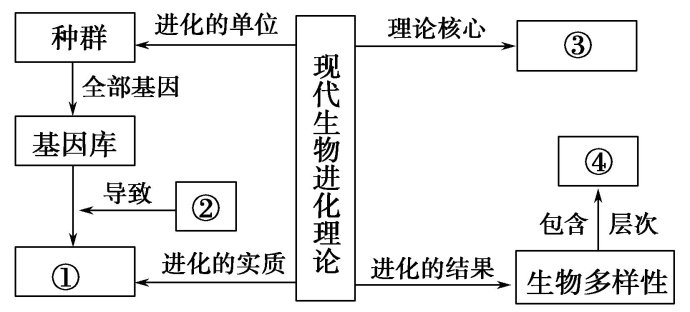 种群
进化的单位
理论核心
③
全部基因
现代生物进化理论
基因库
④
导致
②
包含
层次
①
进化的实质
进化的结果
生物多样性